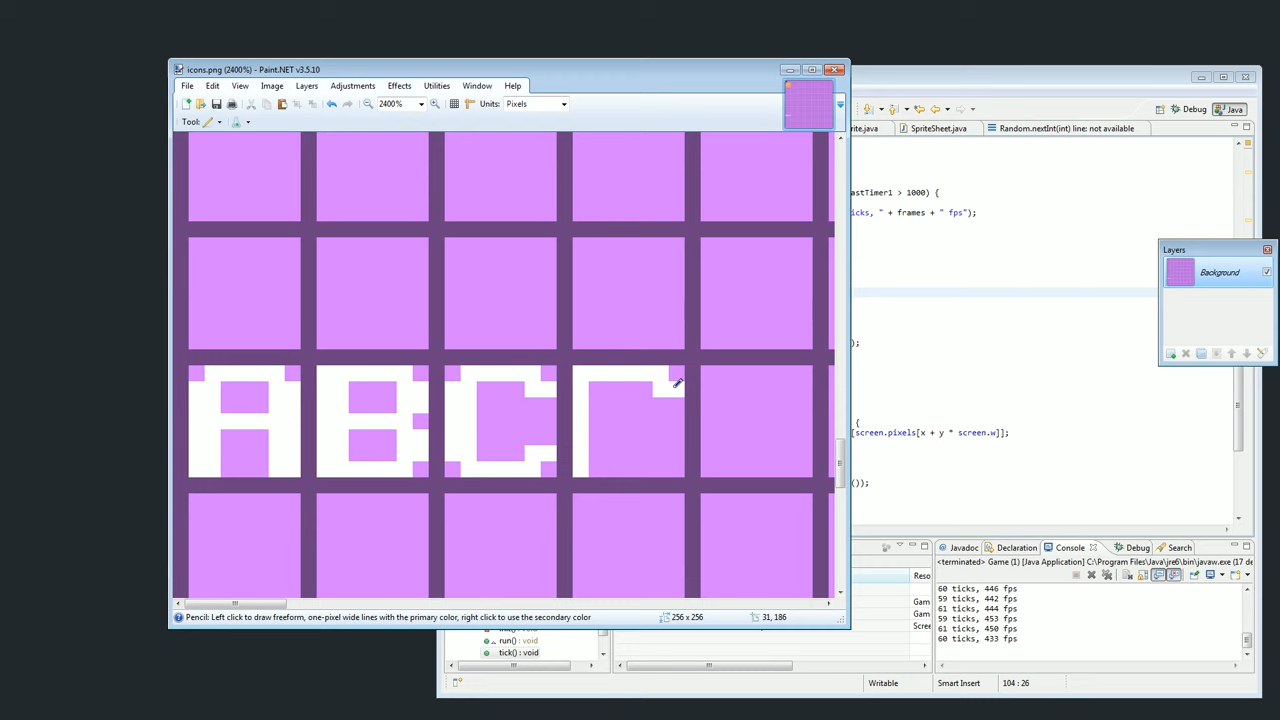 icons.png (2400%) - Paint.NET v3.5.10
File Edit View Image Layers Adjustments Effects Utilities Window Help
2400% Units: Pixels
Tool:
ABC
Pencil: Left click to draw freeform, one-pixel wide lines with the primary color, right click to use the secondary color
256 x 256
31, 186
Debug Java
rite.java SpriteSheet.java Random.nextInt(int) line: not available
astTimer1 > 1000) {
icks, " + frames + " fps");
);
{
[screen.pixels[x + y * screen.w]];
());
Layers
Background
Javadoc Declaration Console Debug Search
<terminated> Game (1) [Java Application] C:\Program Files\Java\jre6\bin\javaw.exe (17 de
60 ticks, 446 fps
59 ticks, 442 fps
61 ticks, 444 fps
59 ticks, 453 fps
61 ticks, 450 fps
60 ticks, 433 fps
Reso
Gam
Gam
Scree
run() : void
tick() : void
Writable Smart Insert 104 : 26